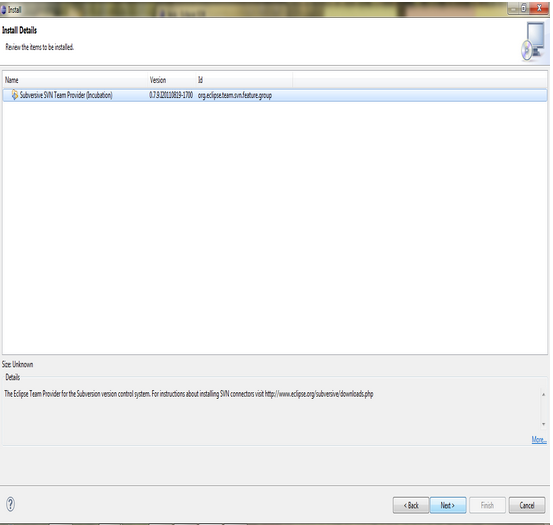 Install
Install Details
Review the items to be installed.
Name Version Id
Subversive SVN Team Provider (Incubation) 0.7.9.I20110819-1700 org.eclipse.team.svn.feature.group
Size: Unknown
Details
The Eclipse Team Provider for the Subversion version control system. For instructions about installing SVN connectors visit http://www.eclipse.org/subversive/downloads.php
More...
< Back Next > Finish Cancel